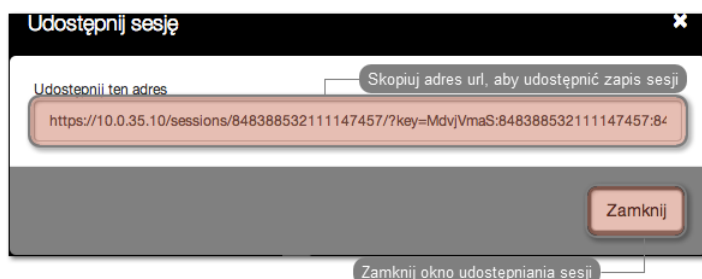 Udostępnij sesję
Skopiuj adres url, aby udostępnić zapis sesji
Udostępnij ten adres
https://10.0.35.10/sessions/848388532111147457/?key=MdvjVmaS:848388532111147457:84
Zamknij
Zamknij okno udostępniania sesji